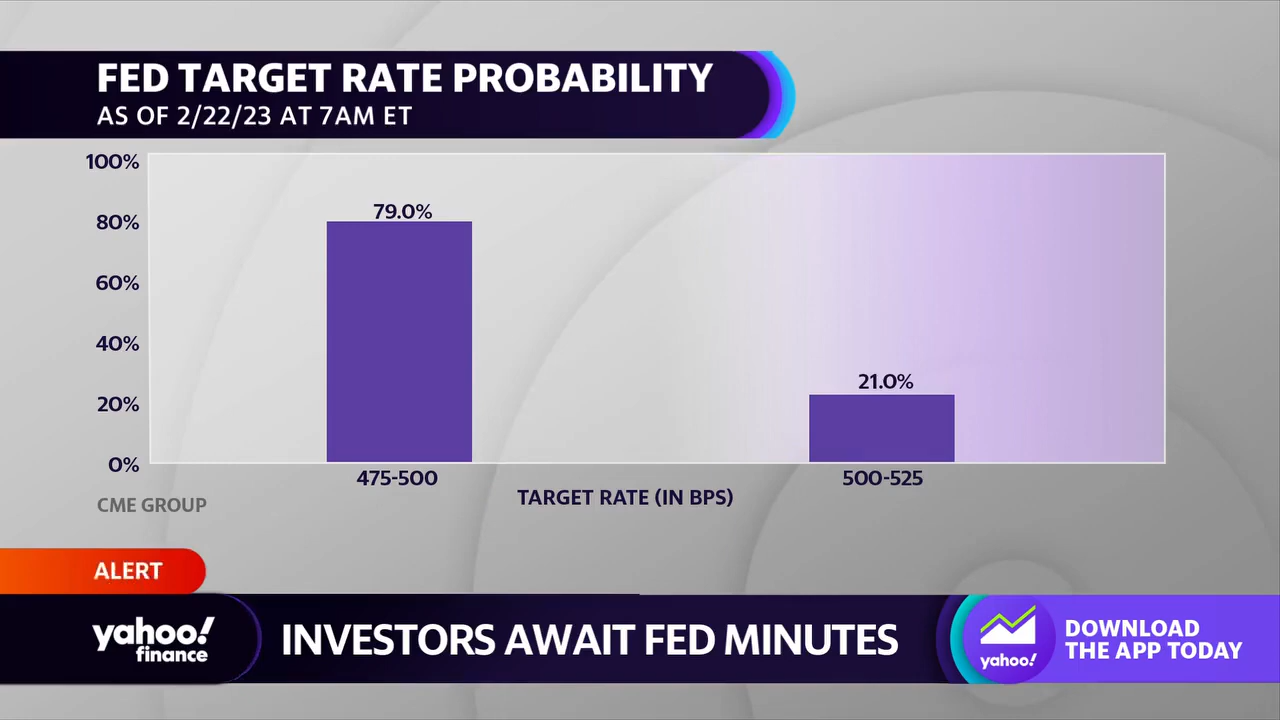 FED TARGET RATE PROBABILITY
AS OF 2/22/23 AT 7AM ET
100%
80%
60%
40%
20%
0%
79.0%
21.0%
475-500
500-525
TARGET RATE (IN BPS)
CME GROUP
ALERT
yahoo!
finance
INVESTORS AWAIT FED MINUTES
yahoo!
DOWNLOAD
THE APP TODAY